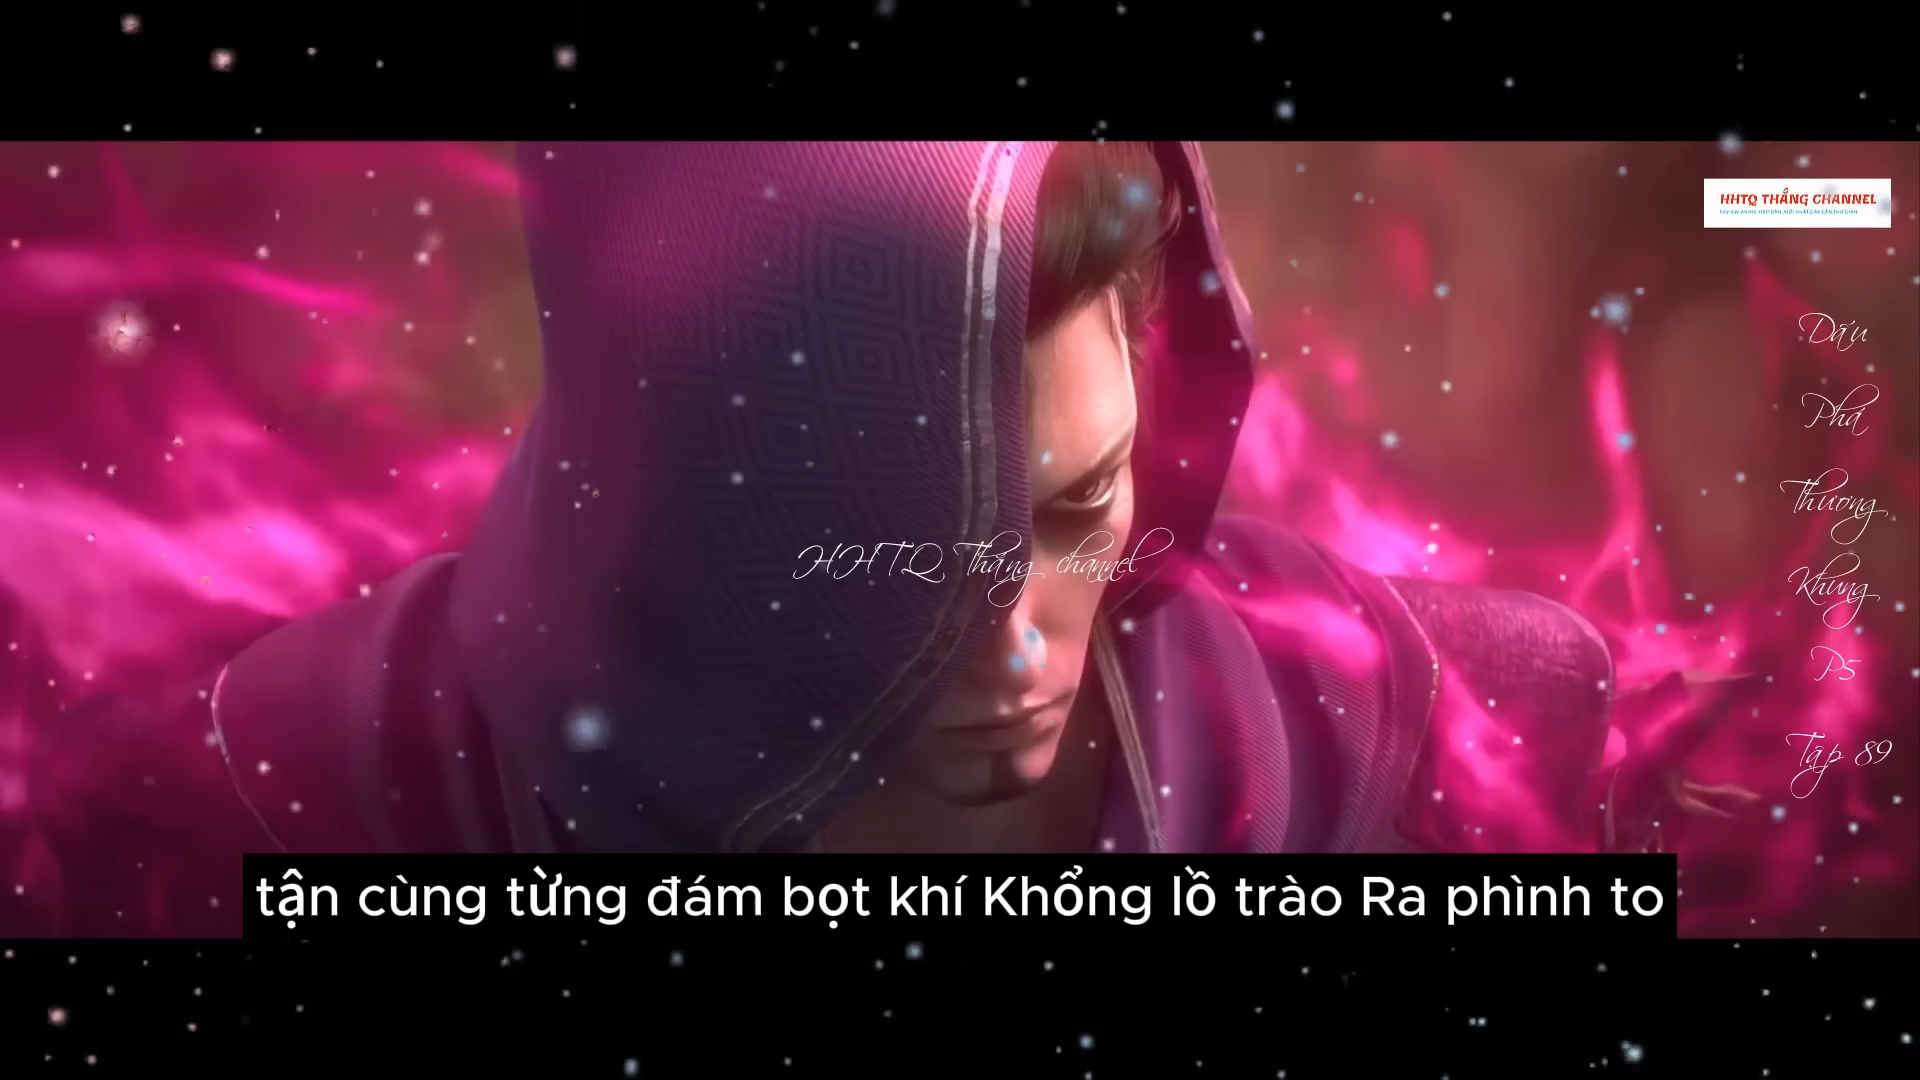 HHTQ THẮNG CHANNEL
Dấu
Phá
Thương
Khung
P5
Tập 89
HHTQ Thắng channel
tận cùng từng đám bọt khí Khổng lồ trào Ra phình to